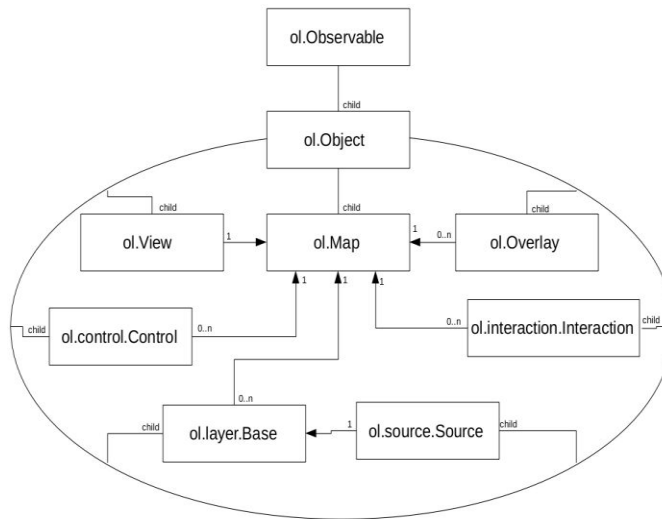 ol.Observable
child
ol.Object
child
child
child
ol.View
1
ol.Map
1
0..n
ol.Overlay
1
1
1
child
ol.control.Control
0..n
0..n
ol.interaction.Interaction
child
0..n
child
ol.layer.Base
1
ol.source.Source
child